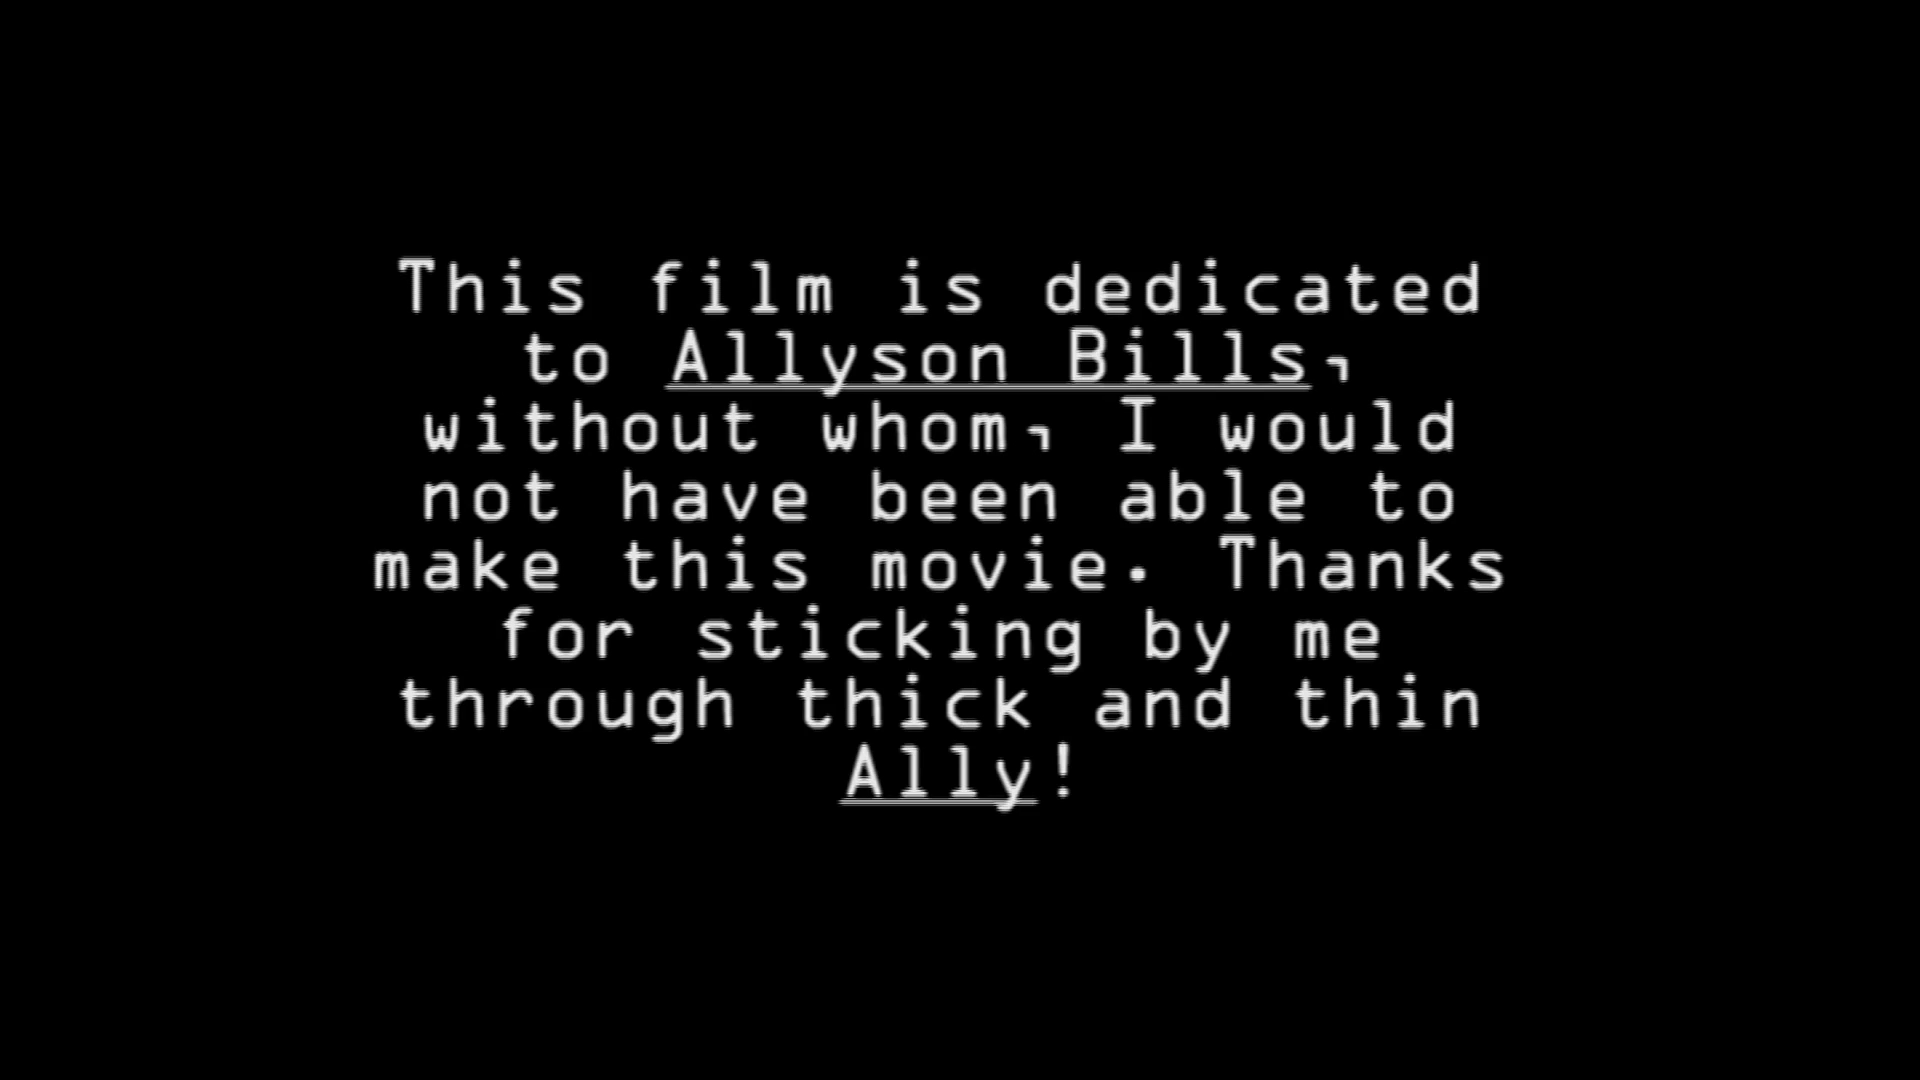 This film is dedicated
to Allyson Bills,
without whom, I would
not have been able to
make this movie. Thanks
for sticking by me
through thick and thin
Ally!